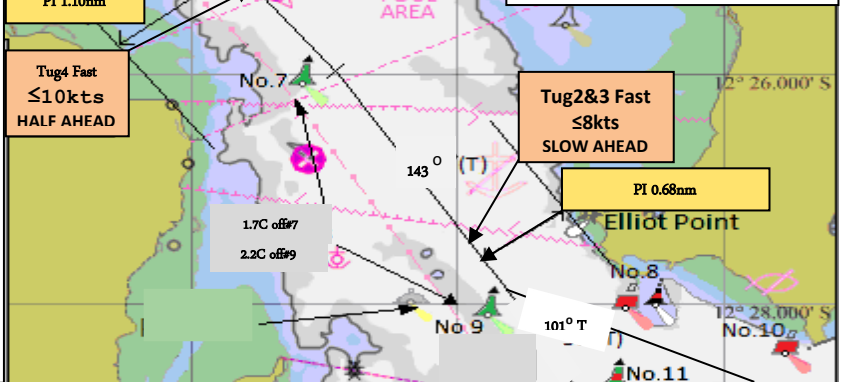 PI 1.10nm
AREA
Tug4 Fast
≤10kts
HALF AHEAD
No.7
12° 26.000' S
Tug2&3 Fast
≤8kts
SLOW AHEAD
143 O
(T)
PI 0.68nm
1.7C off#7
2.2C off#9
Elliot Point
No.8
12° 28.000' S
No 9
101O T
No.10
T)
No.11